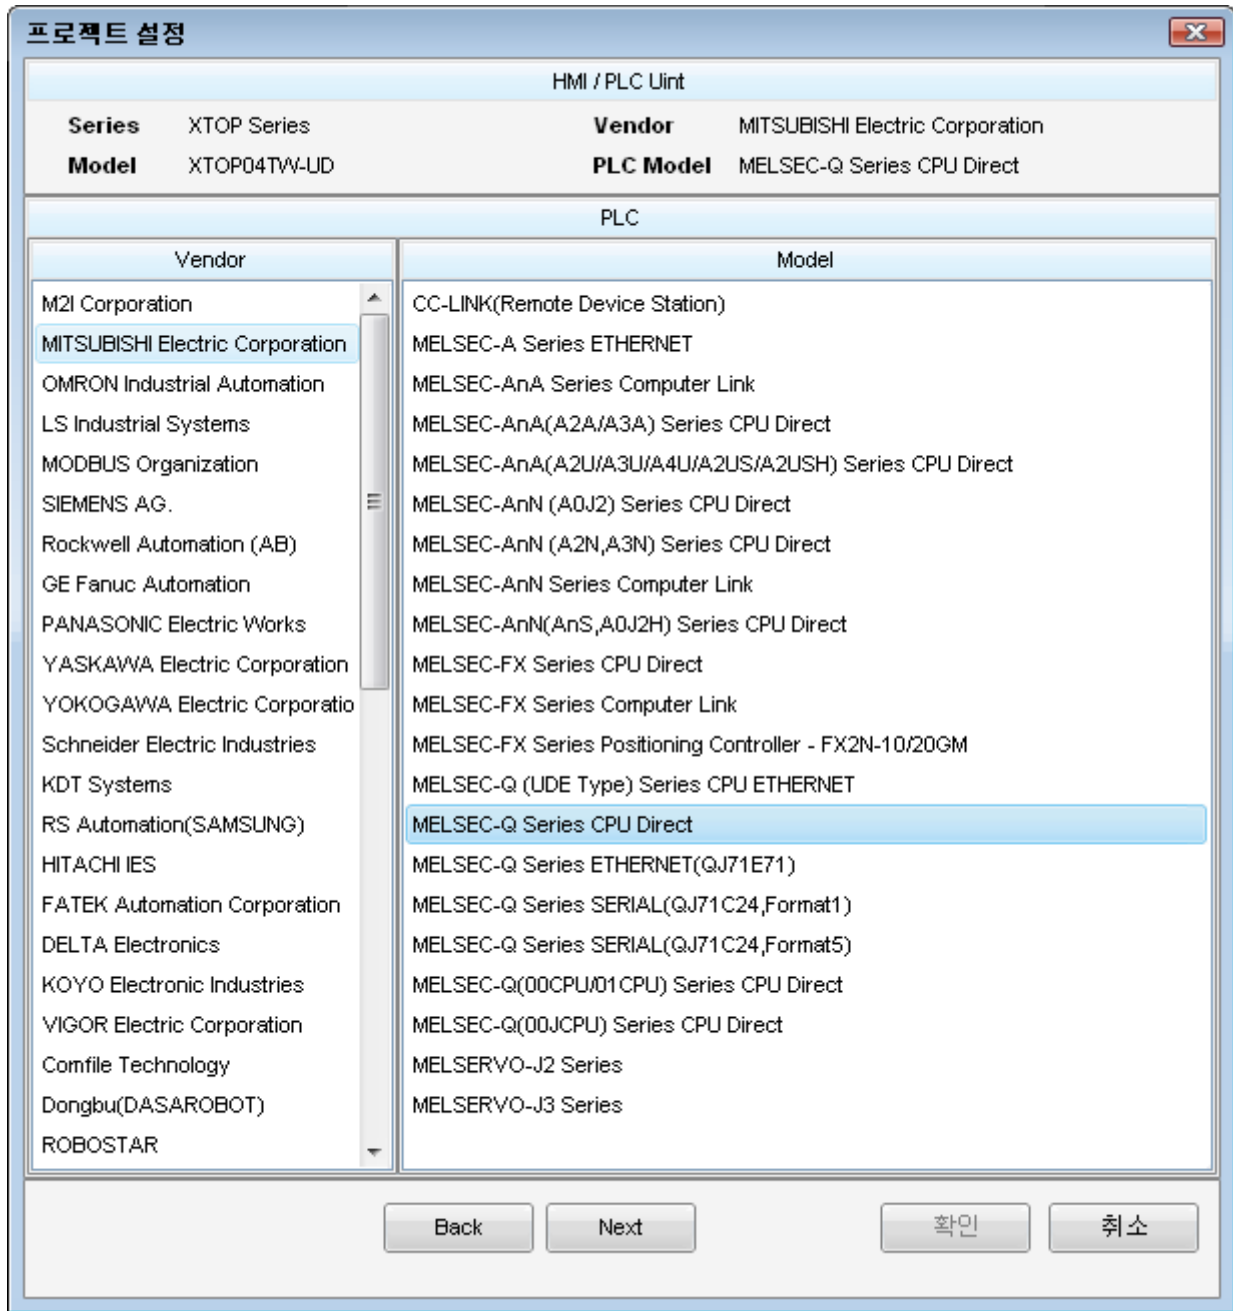 프로젝트 설정
HMI / PLC Uint
Series XTOP Series Vendor MITSUBISHI Electric Corporation
Model XTOP04TW-UD PLC Model MELSEC-Q Series CPU Direct
PLC
Vendor
M2I Corporation
MITSUBISHI Electric Corporation
OMRON Industrial Automation
LS Industrial Systems
MODBUS Organization
SIEMENS AG.
Rockwell Automation (AB)
GE Fanuc Automation
PANASONIC Electric Works
YASKAWA Electric Corporation
YOKOGAWA Electric Corporatio
Schneider Electric Industries
KDT Systems
RS Automation(SAMSUNG)
HITACHI IES
FATEK Automation Corporation
DELTA Electronics
KOYO Electronic Industries
VIGOR Electric Corporation
Comfile Technology
Dongbu(DASAROBOT)
ROBOSTAR
Model
CC-LINK(Remote Device Station)
MELSEC-A Series ETHERNET
MELSEC-AnA Series Computer Link
MELSEC-AnA(A2A/A3A) Series CPU Direct
MELSEC-AnA(A2U/A3U/A4U/A2US/A2USH) Series CPU Direct
MELSEC-AnN (A0J2) Series CPU Direct
MELSEC-AnN (A2N,A3N) Series CPU Direct
MELSEC-AnN Series Computer Link
MELSEC-AnN(AnS,A0J2H) Series CPU Direct
MELSEC-FX Series CPU Direct
MELSEC-FX Series Computer Link
MELSEC-FX Series Positioning Controller - FX2N-10/20GM
MELSEC-Q (UDE Type) Series CPU ETHERNET
MELSEC-Q Series CPU Direct
MELSEC-Q Series ETHERNET(QJ71E71)
MELSEC-Q Series SERIAL(QJ71C24,Format1)
MELSEC-Q Series SERIAL(QJ71C24,Format5)
MELSEC-Q(00CPU/01CPU) Series CPU Direct
MELSEC-Q(00JCPU) Series CPU Direct
MELSERVO-J2 Series
MELSERVO-J3 Series
Back Next 확인 취소